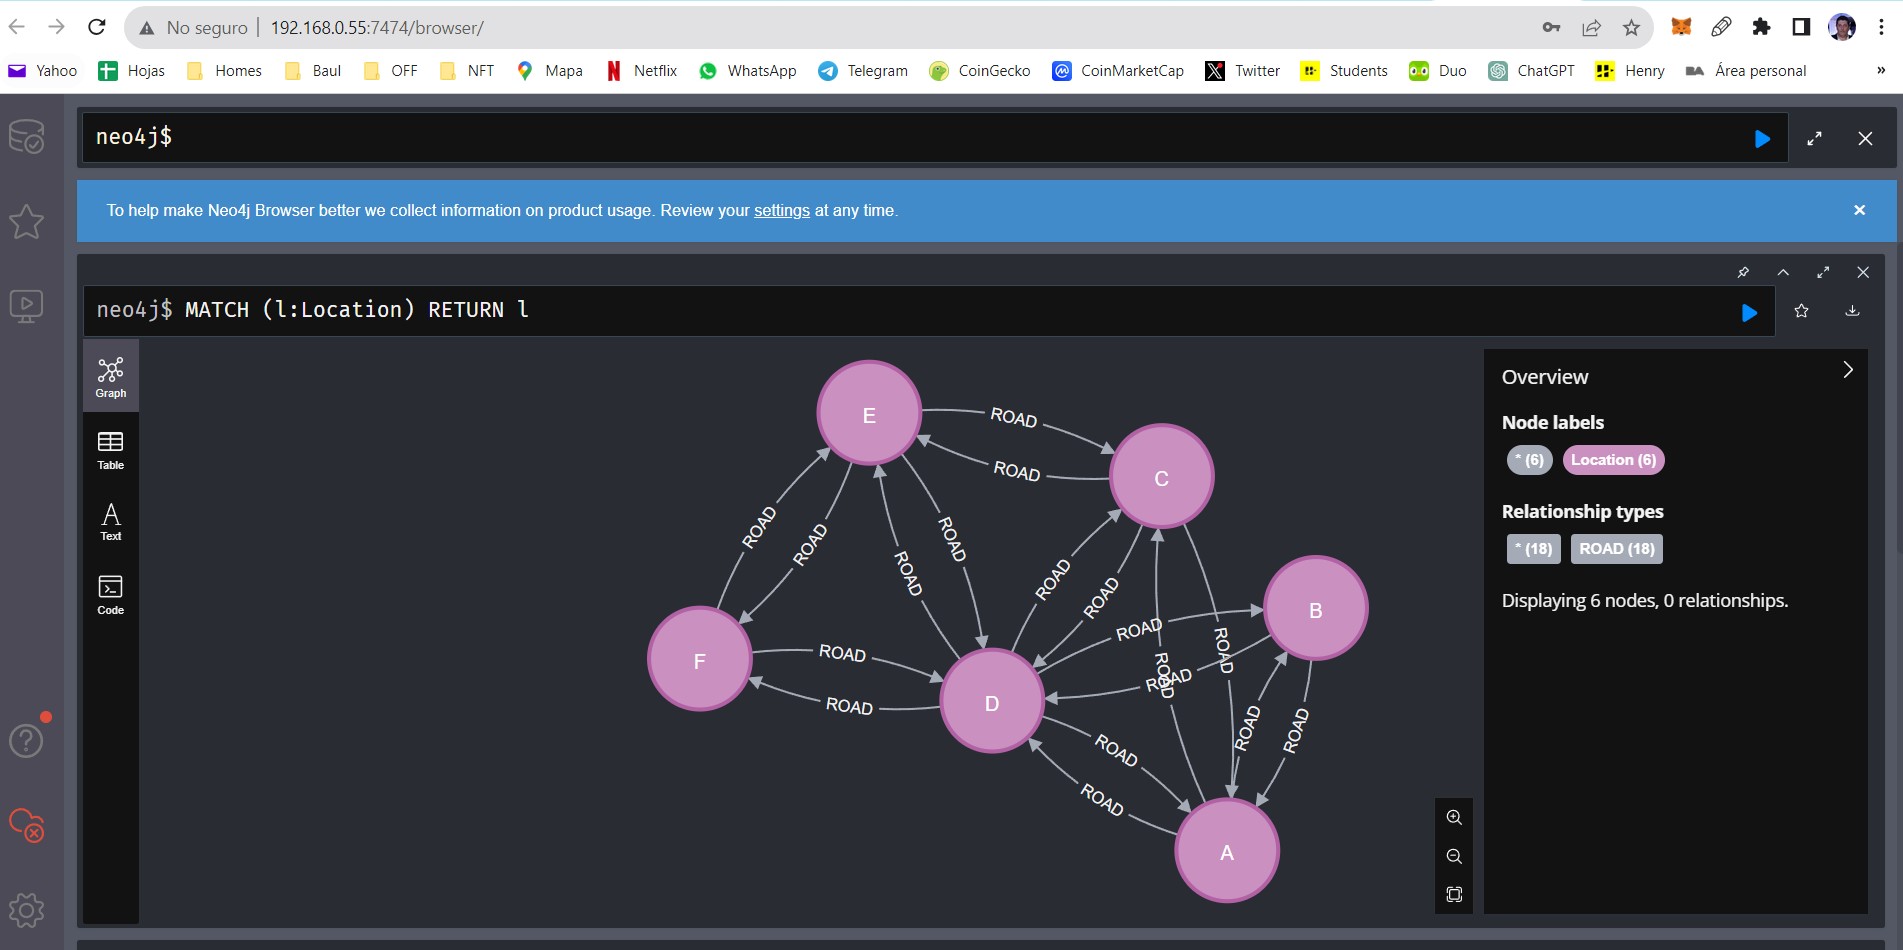 No seguro | 192.168.0.55:7474/browser/
Yahoo Hojas Homes Baul OFF NFT Mapa Netflix WhatsApp Telegram CoinGecko CoinMarketCap Twitter Students Duo ChatGPT Henry Área personal »
neo4j$
To help make Neo4j Browser better we collect information on product usage. Review your settings at any time.
neo4j$ MATCH (l:Location) RETURN l
Graph
Table
Text
Code
E
ROAD
ROAD
C
ROAD
ROAD
ROAD
ROAD
ROAD
ROAD
B
ROAD
ROAD
ROAD
ROAD
F
ROAD
ROAD
D
ROAD
ROAD
ROAD
ROAD
ROAD
ROAD
A
Overview
Node labels
* (6) Location (6)
Relationship types
* (18) ROAD (18)
Displaying 6 nodes, 0 relationships.